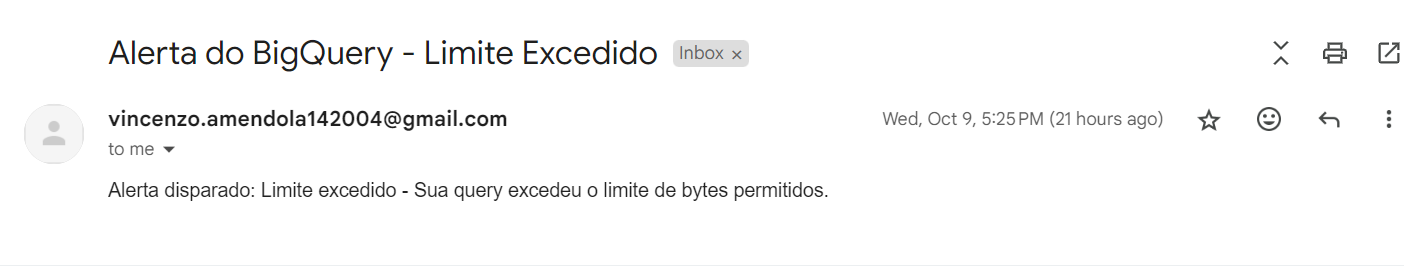 Alerta do BigQuery - Limite Excedido Inbox ×
vincenzo.amendola142004@gmail.com Wed, Oct 9, 5:25 PM (21 hours ago)
to me
Alerta disparado: Limite excedido - Sua query excedeu o limite de bytes permitidos.